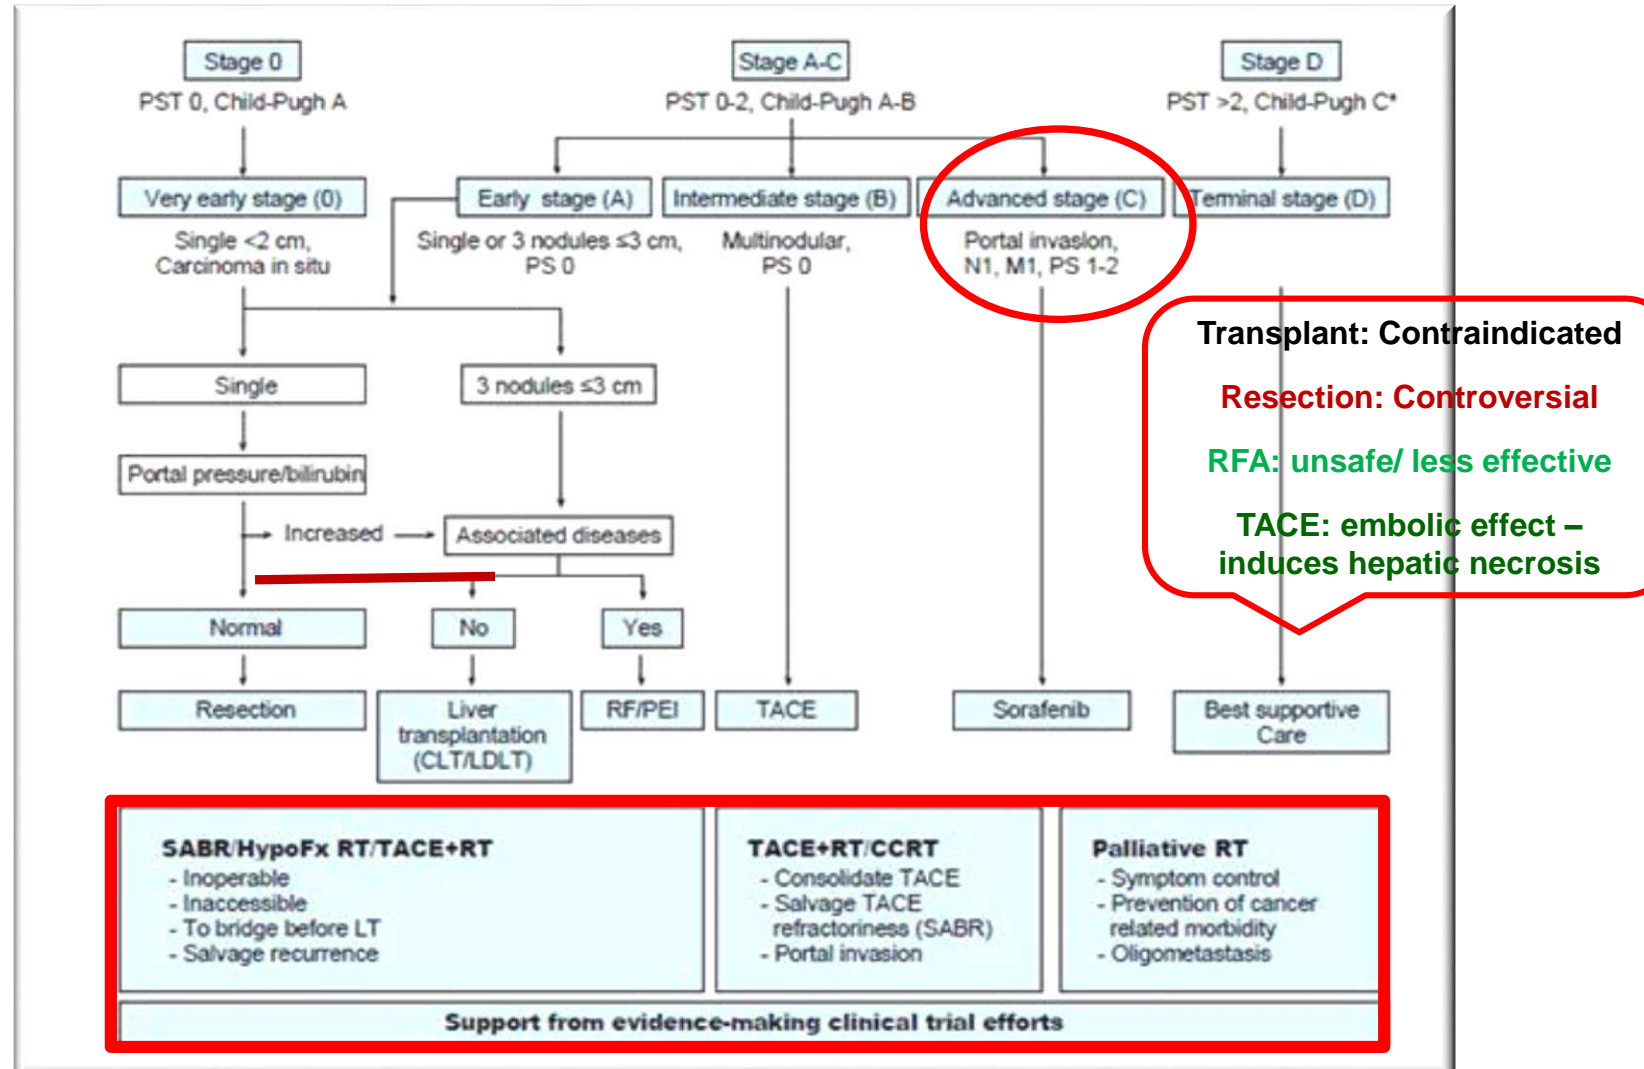 Stage 0
PST 0, Child-Pugh A
Stage A-C
PST 0-2, Child-Pugh A-B
Stage D
PST >2, Child-Pugh C*
Very early stage (0)
Single <2 cm,
Carcinoma in situ
Early stage (A)
Single or 3 nodules ≤3 cm,
PS 0
Intermediate stage (B)
Multinodular,
PS 0
Advanced stage (C)
Portal invasion,
N1, M1, PS 1-2
Terminal stage (D)
Transplant: Contraindicated
Resection: Controversial
RFA: unsafe/ less effective
TACE: embolic effect –
induces hepatic necrosis
Single
3 nodules ≤3 cm
Portal pressure/bilirubin
Increased
Associated diseases
Normal
No
Yes
Resection
Liver
transplantation
(CLT/LDLT)
RF/PEI
TACE
Sorafenib
Best supportive
Care
SABR/HypoFx RT/TACE+RT
- Inoperable
- Inaccessible
- To bridge before LT
- Salvage recurrence
TACE+RT/CCRT
- Consolidate TACE
- Salvage TACE
refractoriness (SABR)
- Portal invasion
Palliative RT
- Symptom control
- Prevention of cancer
related morbidity
- Oligometastasis
Support from evidence-making clinical trial efforts